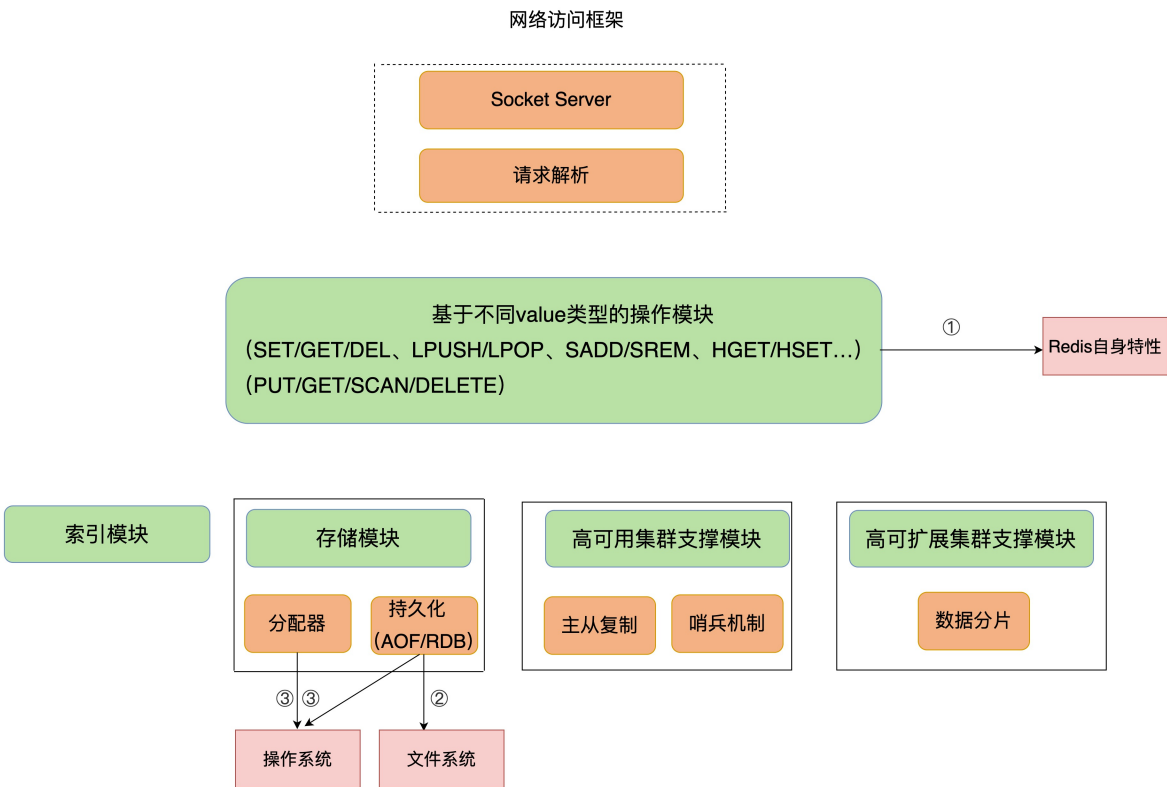 网络访问框架
Socket Server
请求解析
基于不同value类型的操作模块
（SET/GET/DEL、LPUSH/LPOP、SADD/SREM、HGET/HSET...）
（PUT/GET/SCAN/DELETE）
①
Redis自身特性
索引模块
存储模块
分配器
持久化
（AOF/RDB）
高可用集群支撑模块
主从复制
哨兵机制
高可扩展集群支撑模块
数据分片
③
③
②
操作系统
文件系统